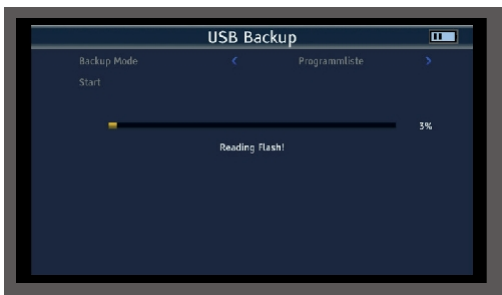 USB Backup
Backup Mode < Programmliste >
Start
3%
Reading Flash!